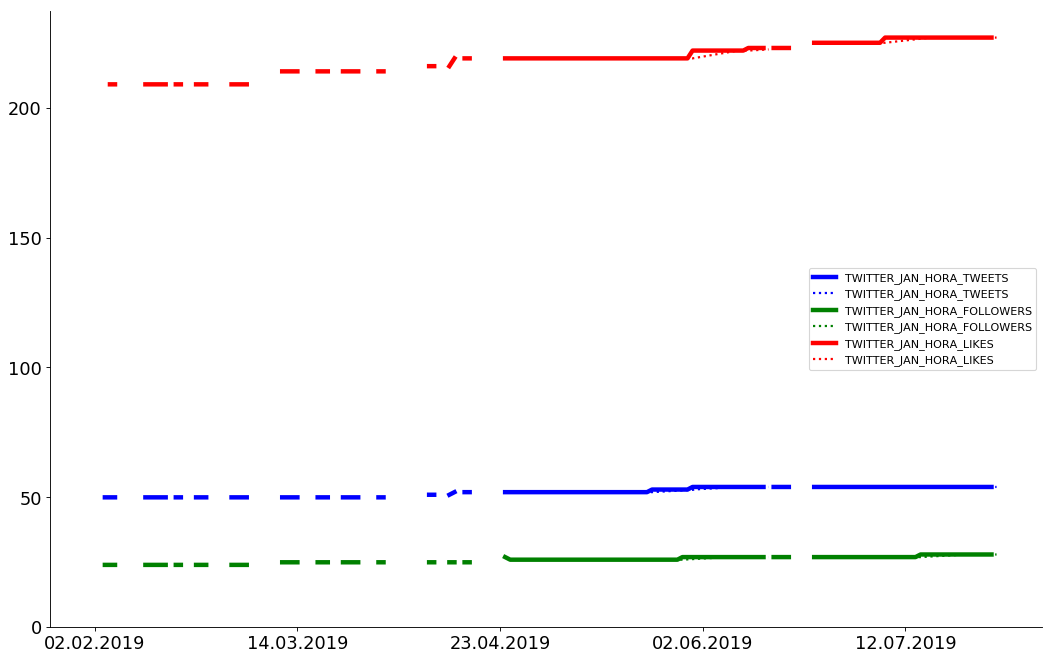 200
150
100
50
0
02.02.2019
14.03.2019
23.04.2019
02.06.2019
12.07.2019
TWITTER_JAN_HORA_TWEETS
TWITTER_JAN_HORA_TWEETS
TWITTER_JAN_HORA_FOLLOWERS
TWITTER_JAN_HORA_FOLLOWERS
TWITTER_JAN_HORA_LIKES
TWITTER_JAN_HORA_LIKES